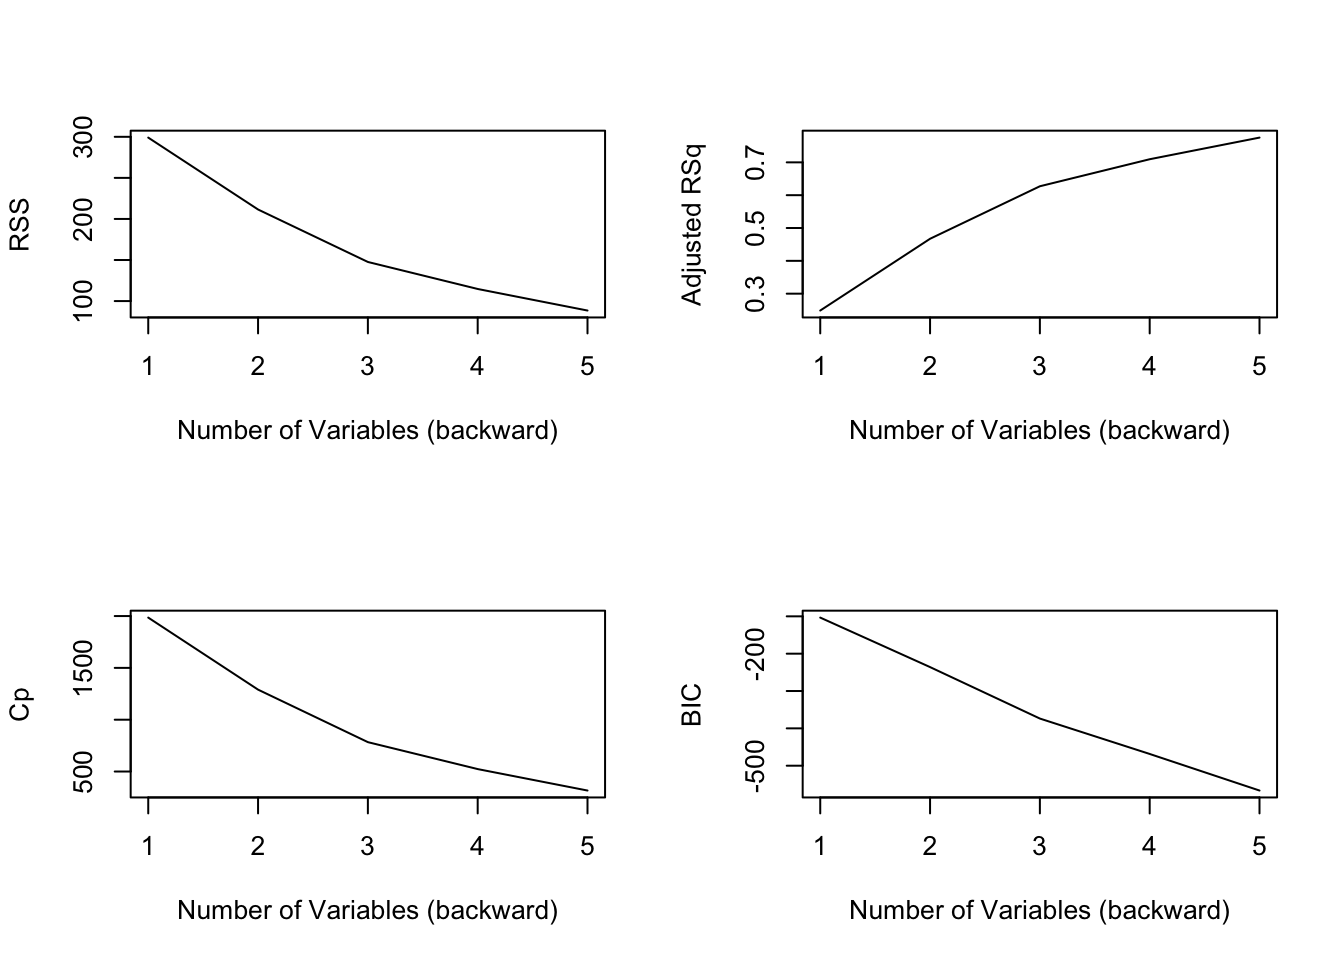 RSS
300
200
100
1 2 3 4 5
Number of Variables (backward)
Adjusted RSq
0.7
0.5
0.3
1 2 3 4 5
Number of Variables (backward)
Cp
1500
500
1 2 3 4 5
Number of Variables (backward)
BIC
-200
-500
1 2 3 4 5
Number of Variables (backward)